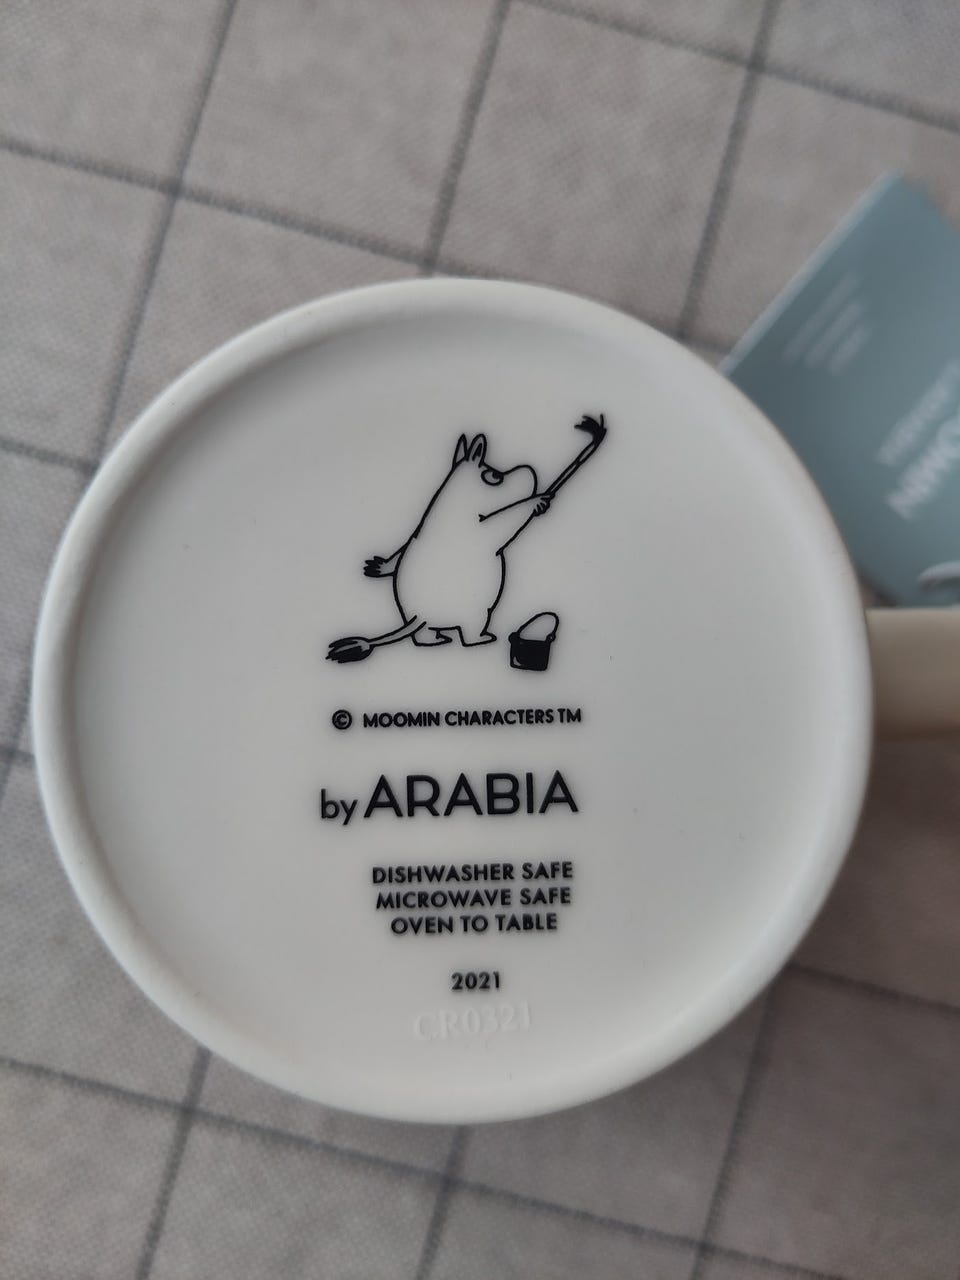 © MOOMIN CHARACTERS TM
by ARABIA
DISHWASHER SAFE
MICROWAVE SAFE
OVEN TO TABLE
2021
CR0321